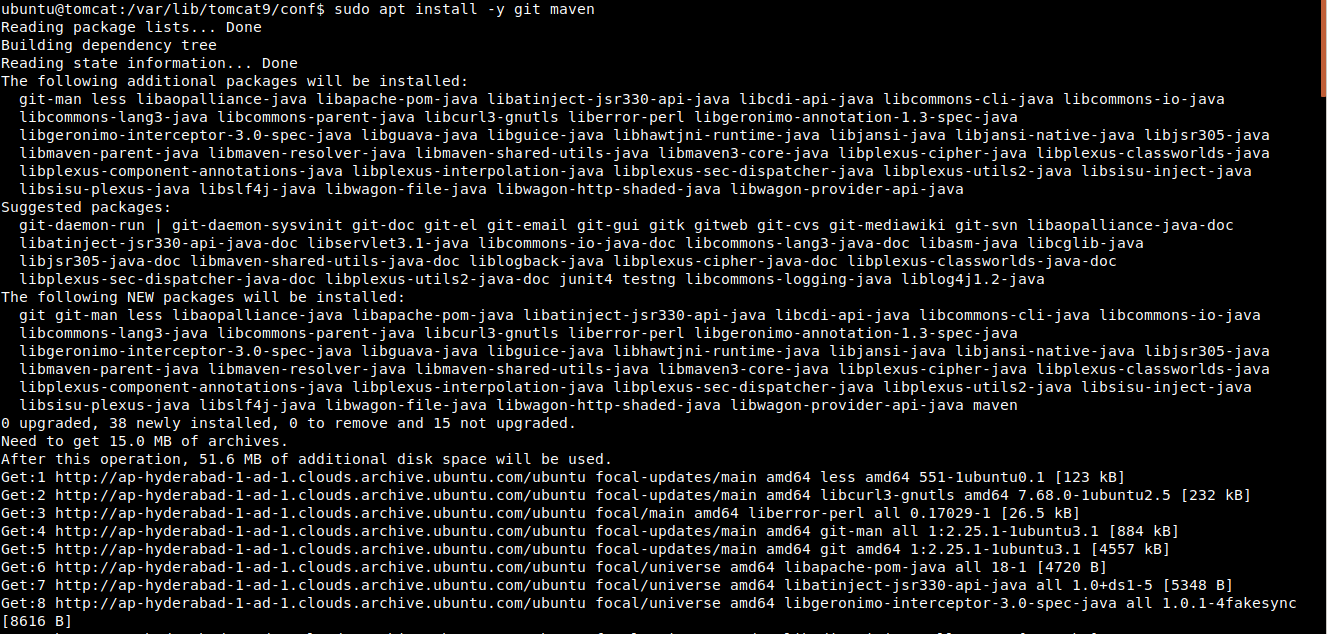 ubuntu@tomcat:/var/lib/tomcat9/conf$ sudo apt install -y git maven
Reading package lists... Done
Building dependency tree
Reading state information... Done
The following additional packages will be installed:
  git-man less libaopalliance-java libapache-pom-java libatinject-jsr330-api-java libcdi-api-java libcommons-cli-java libcommons-io-java
  libcommons-lang3-java libcommons-parent-java libcurl3-gnutls liberror-perl libgeronimo-annotation-1.3-spec-java
  libgeronimo-interceptor-3.0-spec-java libguava-java libguice-java libhawtjni-runtime-java libjansi-java libjansi-native-java libjsr305-java
  libmaven-parent-java libmaven-resolver-java libmaven-shared-utils-java libmaven3-core-java libplexus-cipher-java libplexus-classworlds-java
  libplexus-component-annotations-java libplexus-interpolation-java libplexus-sec-dispatcher-java libplexus-utils2-java libsisu-inject-java
  libsisu-plexus-java libslf4j-java libwagon-file-java libwagon-http-shaded-java libwagon-provider-api-java
Suggested packages:
  git-daemon-run | git-daemon-sysvinit git-doc git-el git-email git-gui gitk gitweb git-cvs git-mediawiki git-svn libaopalliance-java-doc
  libatinject-jsr330-api-java-doc libservlet3.1-java libcommons-io-java-doc libcommons-lang3-java-doc libasm-java libcglib-java
  libjsr305-java-doc libmaven-shared-utils-java-doc liblogback-java libplexus-cipher-java-doc libplexus-classworlds-java-doc
  libplexus-sec-dispatcher-java-doc libplexus-utils2-java-doc junit4 testng libcommons-logging-java liblog4j1.2-java
The following NEW packages will be installed:
  git git-man less libaopalliance-java libapache-pom-java libatinject-jsr330-api-java libcdi-api-java libcommons-cli-java libcommons-io-java
  libcommons-lang3-java libcommons-parent-java libcurl3-gnutls liberror-perl libgeronimo-annotation-1.3-spec-java
  libgeronimo-interceptor-3.0-spec-java libguava-java libguice-java libhawtjni-runtime-java libjansi-java libjansi-native-java libjsr305-java
  libmaven-parent-java libmaven-resolver-java libmaven-shared-utils-java libmaven3-core-java libplexus-cipher-java libplexus-classworlds-java
  libplexus-component-annotations-java libplexus-interpolation-java libplexus-sec-dispatcher-java libplexus-utils2-java libsisu-inject-java
  libsisu-plexus-java libslf4j-java libwagon-file-java libwagon-http-shaded-java libwagon-provider-api-java maven
0 upgraded, 38 newly installed, 0 to remove and 15 not upgraded.
Need to get 15.0 MB of archives.
After this operation, 51.6 MB of additional disk space will be used.
Get:1 http://ap-hyderabad-1-ad-1.clouds.archive.ubuntu.com/ubuntu focal-updates/main amd64 less amd64 551-1ubuntu0.1 [123 kB]
Get:2 http://ap-hyderabad-1-ad-1.clouds.archive.ubuntu.com/ubuntu focal-updates/main amd64 libcurl3-gnutls amd64 7.68.0-1ubuntu2.5 [232 kB]
Get:3 http://ap-hyderabad-1-ad-1.clouds.archive.ubuntu.com/ubuntu focal/main amd64 liberror-perl all 0.17029-1 [26.5 kB]
Get:4 http://ap-hyderabad-1-ad-1.clouds.archive.ubuntu.com/ubuntu focal-updates/main amd64 git-man all 1:2.25.1-1ubuntu3.1 [884 kB]
Get:5 http://ap-hyderabad-1-ad-1.clouds.archive.ubuntu.com/ubuntu focal-updates/main amd64 git amd64 1:2.25.1-1ubuntu3.1 [4557 kB]
Get:6 http://ap-hyderabad-1-ad-1.clouds.archive.ubuntu.com/ubuntu focal/universe amd64 libapache-pom-java all 18-1 [4720 B]
Get:7 http://ap-hyderabad-1-ad-1.clouds.archive.ubuntu.com/ubuntu focal/universe amd64 libatinject-jsr330-api-java all 1.0+ds1-5 [5348 B]
Get:8 http://ap-hyderabad-1-ad-1.clouds.archive.ubuntu.com/ubuntu focal/universe amd64 libgeronimo-interceptor-3.0-spec-java all 1.0.1-4fakesync
[8616 B]